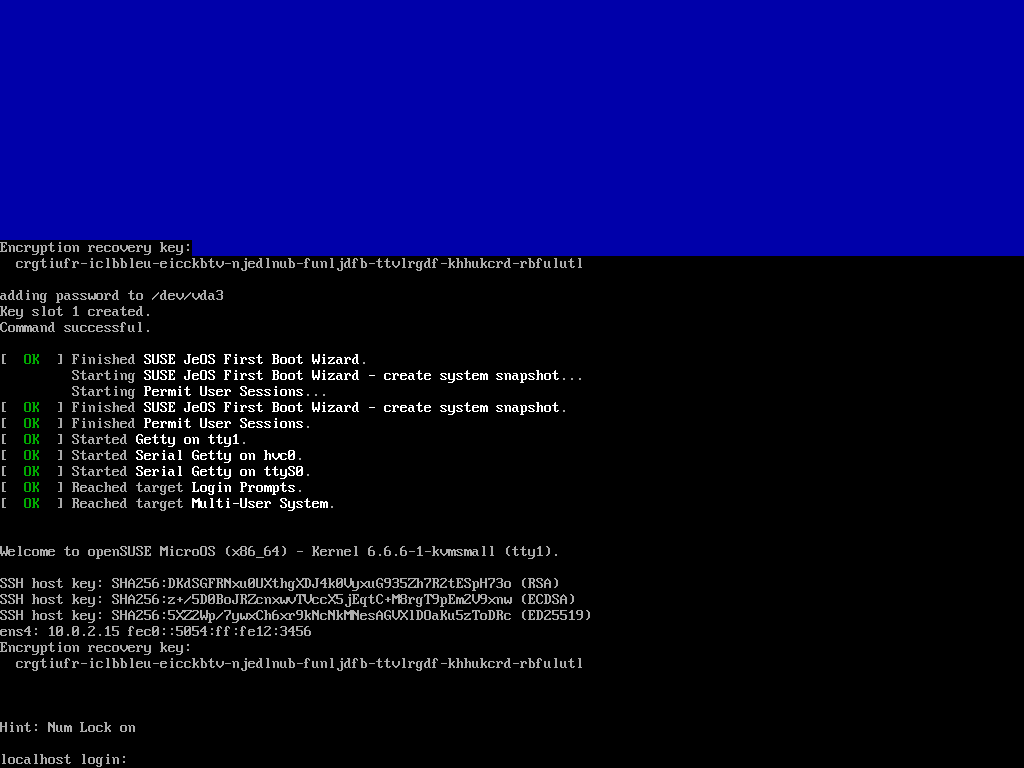 Encryption recovery key:
crgtiufr-iclbbleu-eicckbtv-njedlnub-funljdfb-ttvlrgdf-khhukcrd-rbfulutl
adding password to /dev/vda3
Key slot 1 created.
Command successful.
[  OK  ] Finished SUSE JeOS First Boot Wizard.
Starting SUSE JeOS First Boot Wizard - create system snapshot...
Starting Permit User Sessions...
[  OK  ] Finished SUSE JeOS First Boot Wizard - create system snapshot.
[  OK  ] Finished Permit User Sessions.
[  OK  ] Started Getty on tty1.
[  OK  ] Started Serial Getty on hvc0.
[  OK  ] Started Serial Getty on ttyS0.
[  OK  ] Reached target Login Prompts.
[  OK  ] Reached target Multi-User System.
Welcome to openSUSE MicroOS (x86_64) - Kernel 6.6.6-1-kvmsmall (tty1).
SSH host key: SHA256:DKdSGFRNxu0UXthgXDJ4k0VyxuG935Zh7R2tESpH73o (RSA)
SSH host key: SHA256:z+/5D0BoJRZcnxwvTVccX5jEqtC+M8rgT9pEm2V9xnw (ECDSA)
SSH host key: SHA256:5XZ2Wp/7ywxCh6xr9kNcNkMNesAGVXlDOaKu5zToDRc (ED25519)
ens4: 10.0.2.15 fec0::5054:ff:fe12:3456
Encryption recovery key:
crgtiufr-iclbbleu-eicckbtv-njedlnub-funljdfb-ttvlrgdf-khhukcrd-rbfulutl
Hint: Num Lock on
localhost login: